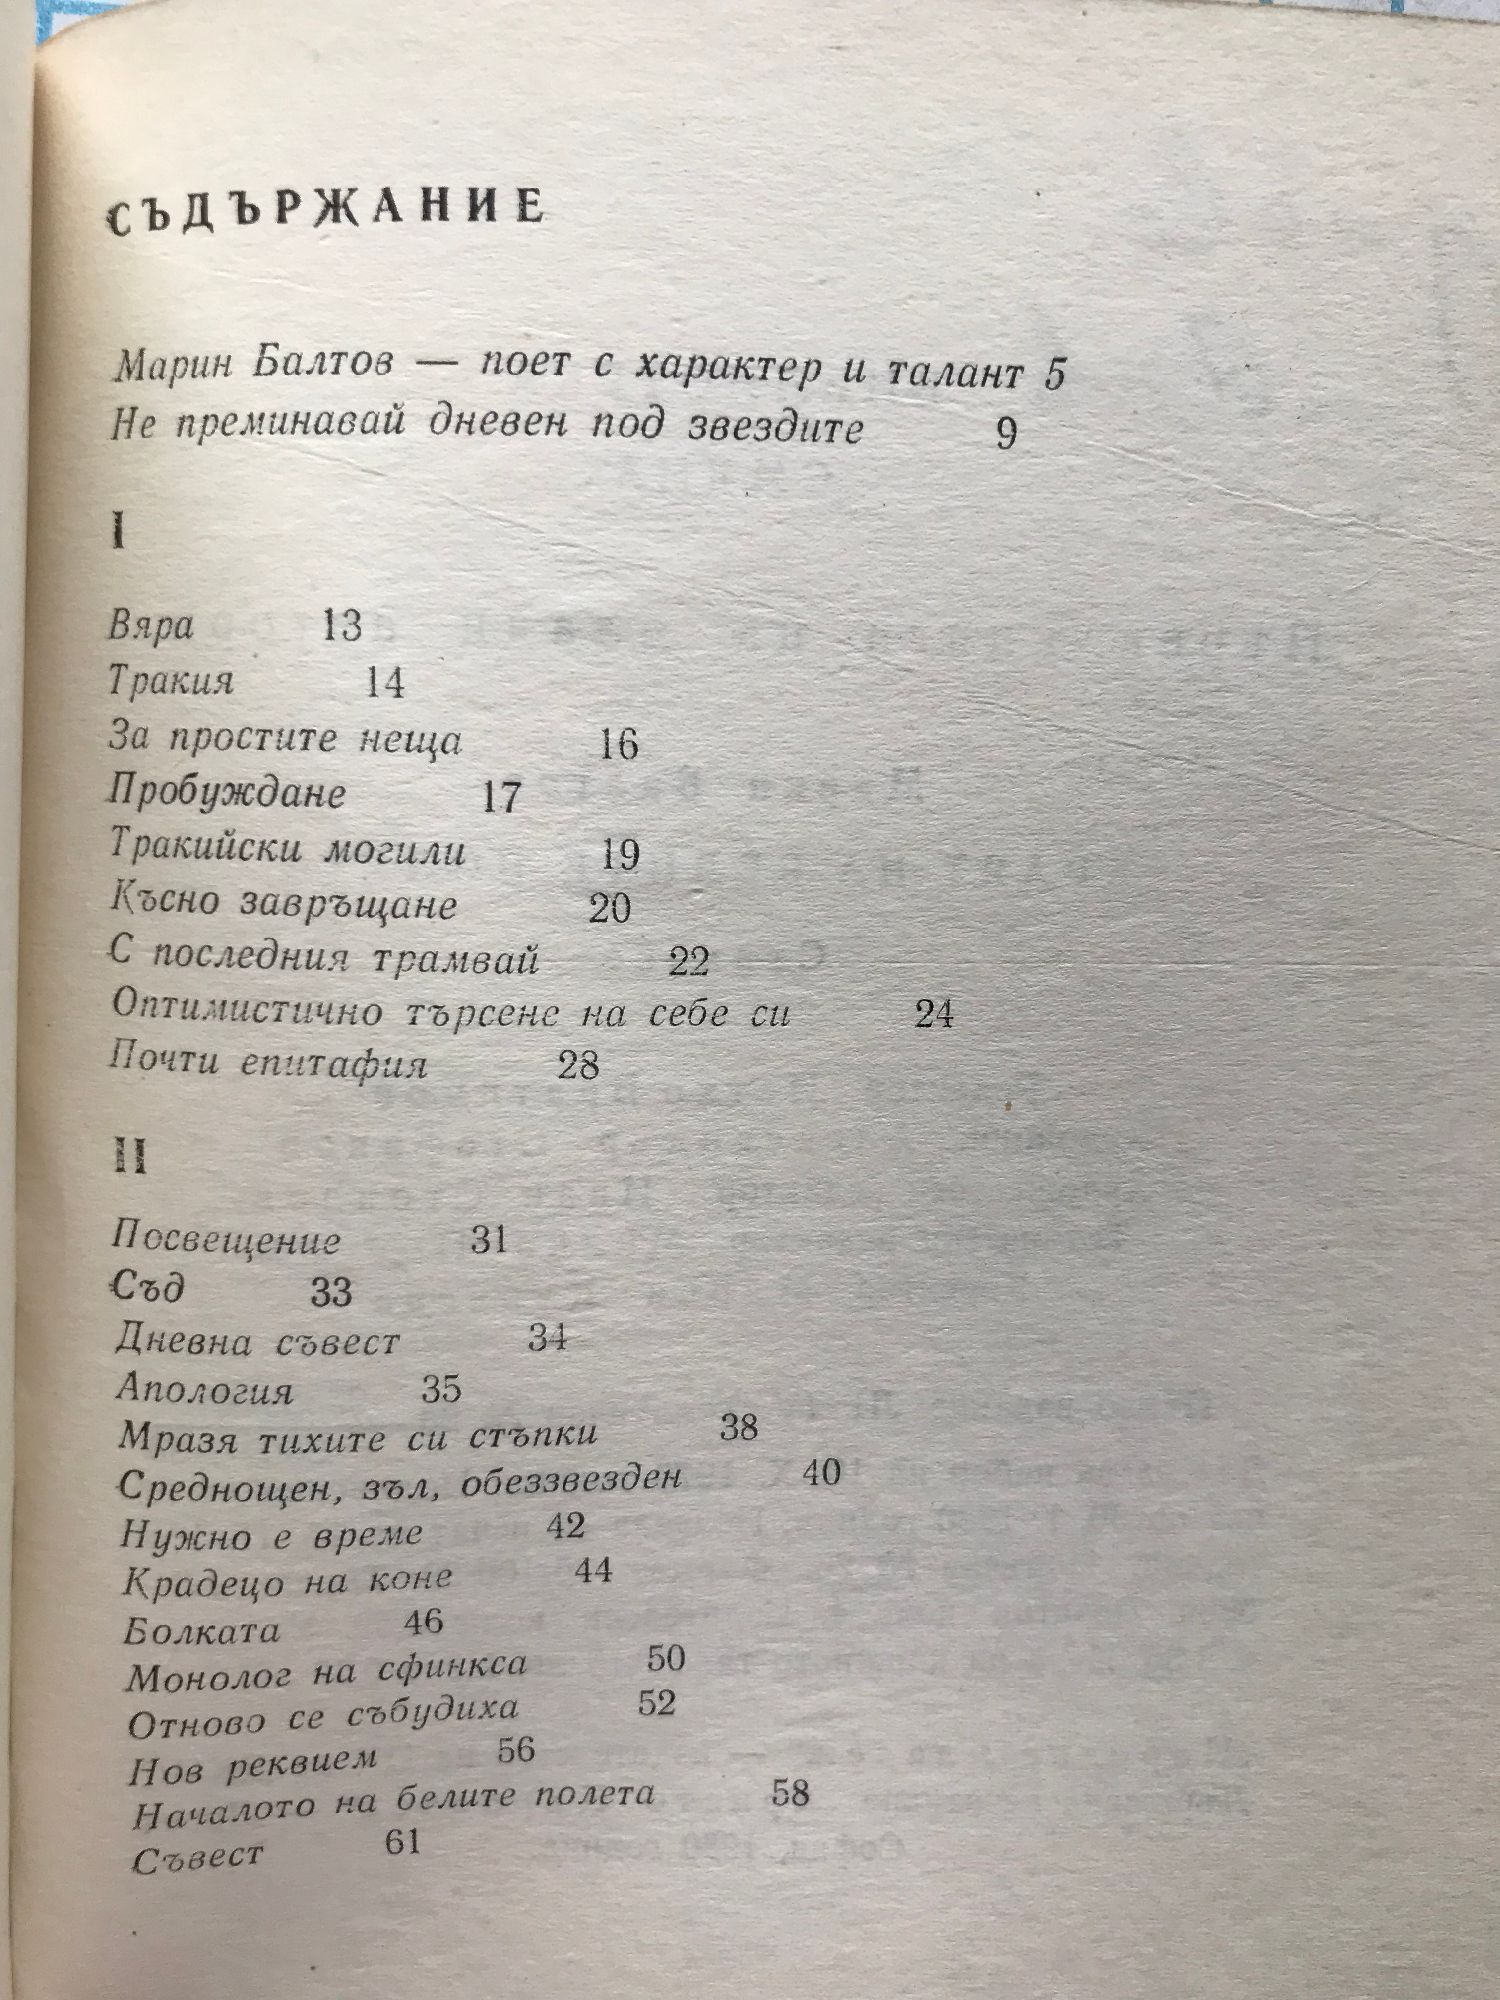 СЪДЪРЖАНИЕ
Марин Балтов — поет с характер и талант 5
Не преминавай дневен под звездите 9
I
Вяра 13
Тракия 14
За простите неща 16
Пробуждане 17
Тракийски могили 19
Късно завръщане 20
С последния трамвай 22
Оптимистично търсене на себе си 24
Почти епитафия 28
II
Посвещение 31
Съд 33
Дневна съвест 34
Апология 35
Мразя тихите си стъпки 38
Среднощен, зъл, обеззвезден 40
Нужно е време 42
Крадецо на коне 44
Болката 46
Монолог на сфинкса 50
Отново се събудиха 52
Нов реквием 56
Началото на белите полета 58
Съвест 61